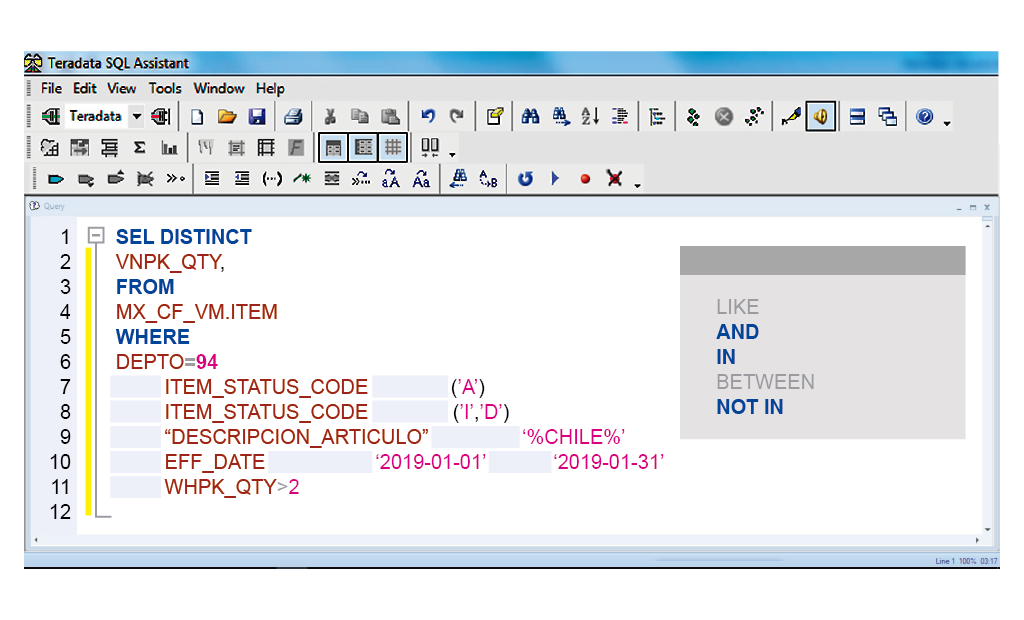 Teradata SQL Assistant
File Edit View Tools Window Help
Teradata
Query
1 SEL DISTINCT
2 VNPK_QTY,
3 FROM
4 MX_CF_VM.ITEM
5 WHERE
6 DEPTO=94
7 ITEM_STATUS_CODE ('A')
8 ITEM_STATUS_CODE ('I','D')
9 “DESCRIPCION_ARTICULO” ‘%CHILE%’
10 EFF_DATE ‘2019-01-01’ ‘2019-01-31’
11 WHPK_QTY>2
12
LIKE
AND
IN
BETWEEN
NOT IN
Line 1 100% 03:17